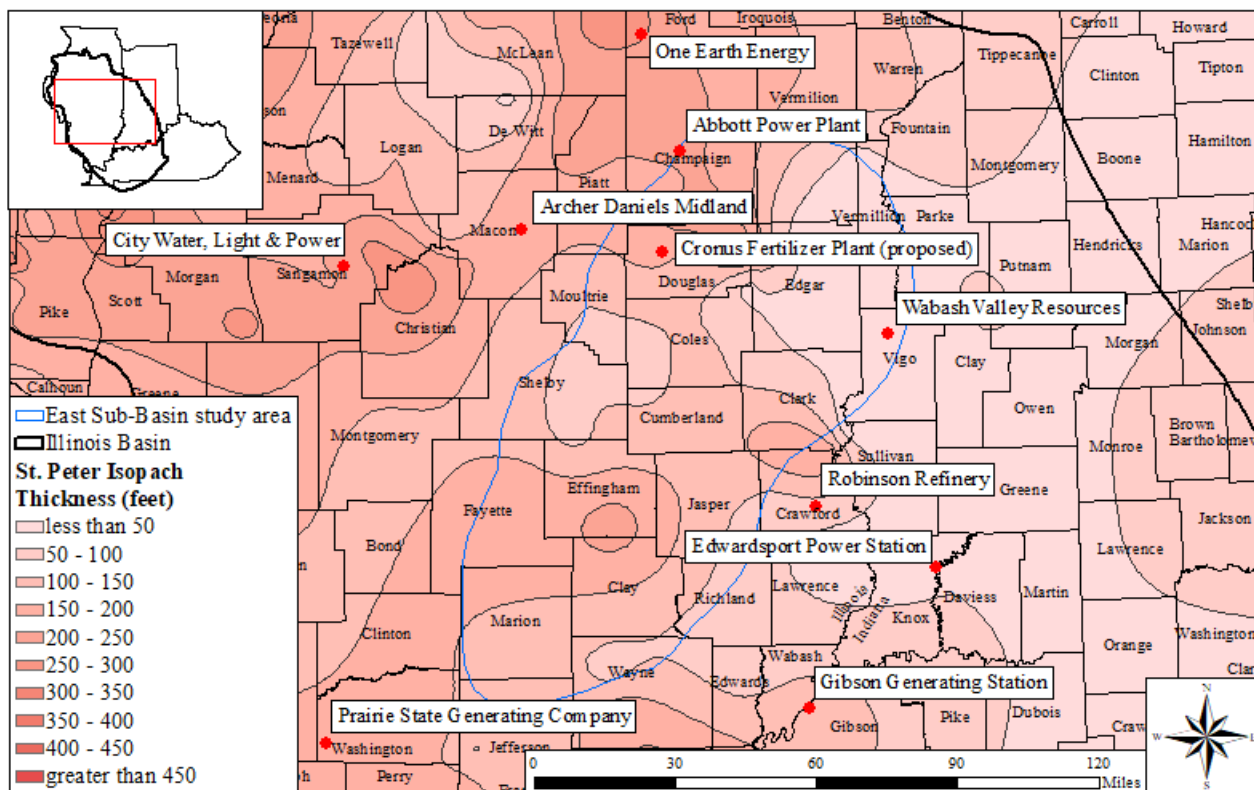 Ford
Iroquois
Benton
Carroll
Howard
Tazewell
McLean
One Earth Energy
Tippecanoe
Warren
Clinton
Tipton
Vermilion
De Witt
Abbott Power Plant
Fountain
Logan
Hamilton
Boone
Montgomery
Champaign
Menard
Piatt
Archer Daniels Midland
Vermillion
Parke
Hancock
Macon
City Water, Light & Power
Marion
Hendricks
Cronus Fertilizer Plant (proposed)
Sangamon
Morgan
Putnam
Douglas
Edgar
Moultrie
Scott
Wabash Valley Resources
Pike
Christian
Johnson
Coles
Morgan
Vigo
Clay
Calhoun
Shelby
Clark
Owen
East Sub-Basin study area
Cumberland
Brown
Montgomery
Bartholomew
Monroe
Illinois Basin
Sullivan
St. Peter Isopach
Thickness (feet)
Robinson Refinery
Effingham
Greene
Jasper
Fayette
Crawford
Jackson
less than 50
50 - 100
Edwardsport Power Station
Bond
Lawrence
100 - 150
Clay
Lawrence
Martin
Richland
Daviess
150 - 200
Illinois
Indiana
Knox
Marion
200 - 250
Clinton
Washington
Orange
250 - 300
Wabash
Wayne
Edwards
300 - 350
Gibson Generating Station
350 - 400
Prairie State Generating Company
Pike
Dubois
Gibson
400 - 450
Washington
Jefferson
greater than 450
Perry
0 30 60 90 120
Miles
N
W
S